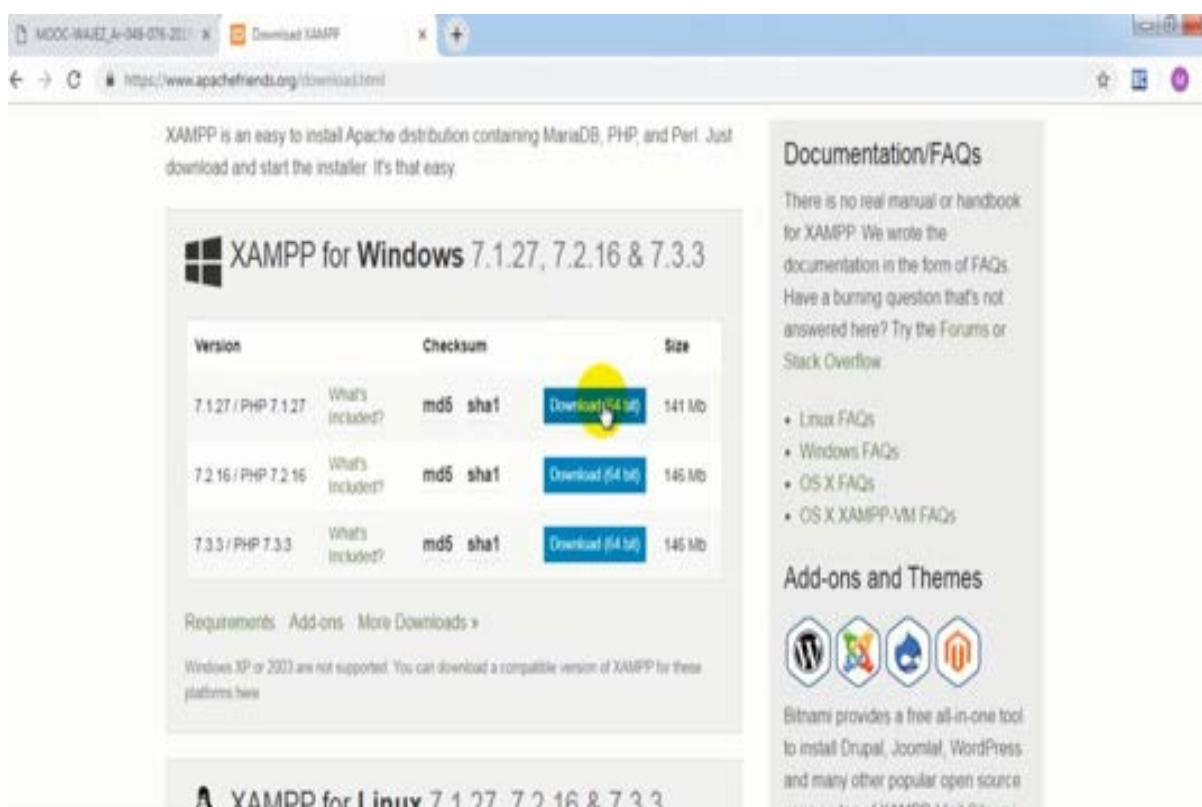 Download XAMPP
https://www.apachefriends.org/download.html
XAMPP is an easy to install Apache distribution containing MariaDB, PHP, and Perl. Just
download and start the installer. It's that easy.
XAMPP for Windows 7.1.27, 7.2.16 & 7.3.3
Version Checksum Size
7.1.27 / PHP 7.1.27 What's Included? md5 sha1 Download (64 bit) 141 Mb
7.2.16 / PHP 7.2.16 What's Included? md5 sha1 Download (64 bit) 146 Mb
7.3.3 / PHP 7.3.3 What's Included? md5 sha1 Download (64 bit) 146 Mb
Requirements Add-ons More Downloads »
Windows XP or 2003 are not supported. You can download a compatible version of XAMPP for these
platforms here.
XAMPP for Linux 7.1.27, 7.2.16 & 7.3.3
Documentation/FAQs
There is no real manual or handbook
for XAMPP. We wrote the
documentation in the form of FAQs.
Have a burning question that's not
answered here? Try the Forums or
Stack Overflow.
• Linux FAQs
• Windows FAQs
• OS X FAQs
• OS X XAMPP-VM FAQs
Add-ons and Themes
Bitnami provides a free all-in-one tool
to install Drupal, Joomla!, WordPress
and many other popular open source